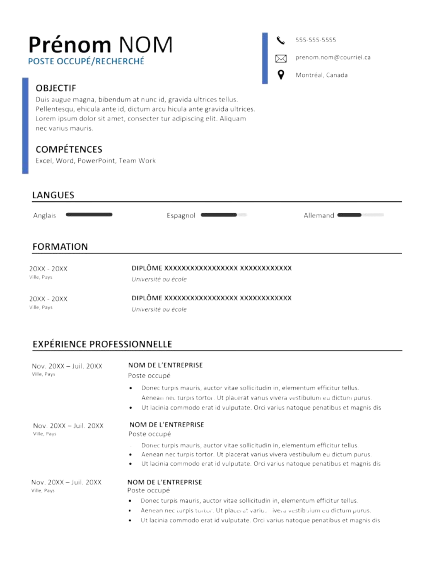 Prénom NOM
POSTE OCCUPÉ/RECHERCHÉ
555-555-5555
prenom.nom@courriel.ca
Montréal, Canada
OBJECTIF
Duis augue magna, bibendum at nunc id, gravida ultrices tellus.
Pellentesqu, ehicula ante id, dictum arcu hicula ante id, gravida ultrices.
Lorem ipsum dolor sit amet, consecter tur adipiscing elit. Aliquam
nec varius mauris.
COMPÉTENCES
Excel, Word, PowerPoint, Team Work
LANGUES
Anglais
Espagnol
Allemand
FORMATION
20XX - 20XX
DIPLÔME XXXXXXXXXXXXXXXXX XXXXXXXXXXXX
Ville, Pays
Université ou école
20XX - 20XX
DIPLÔME XXXXXXXXXXXXXXXXX XXXXXXXXXXXX
Ville, Pays
Université ou école
EXPÉRIENCE PROFESSIONNELLE
Nov. 20XX – Juil. 20XX
NOM DE L'ENTREPRISE
Ville, Pays
Poste occupé
• Donec turpis mauris, auctor vitae sollicitudin in, elementum efficitur tellus.
Aenean nec turpis tortor. Ut placerat varius viverra vestibulum eu dictum purus.
• Ut lacinia commodo erat id vulputate. Orci varius natoque penatibus et magnis dis
Nov. 20XX – Juil. 20XX
NOM DE L'ENTREPRISE
Ville, Pays
Poste occupé
Donec turpis mauris, auctor vitae sollicitudin in, elementum efficitur tellus.
• Aenean nec turpis tortor. Ut placerat varius viverra vestibulum eu dictum purus.
• Ut lacinia commodo erat id vulputate. Orci varius natoque penatibus et magnis dis
Nov. 20XX – Juil. 20XX
NOM DE L'ENTREPRISE
Ville, Pays
Poste occupé
• Donec turpis mauris, auctor vitae sollicitudin in, elementum efficitur tellus.
• Aenean nec turpis tortor. Ut placerat varius viverra vestibulum eu dictum purus.
• Ut lacinia commodo erat id vulputate. Orci varius natoque penatibus et magnis dis